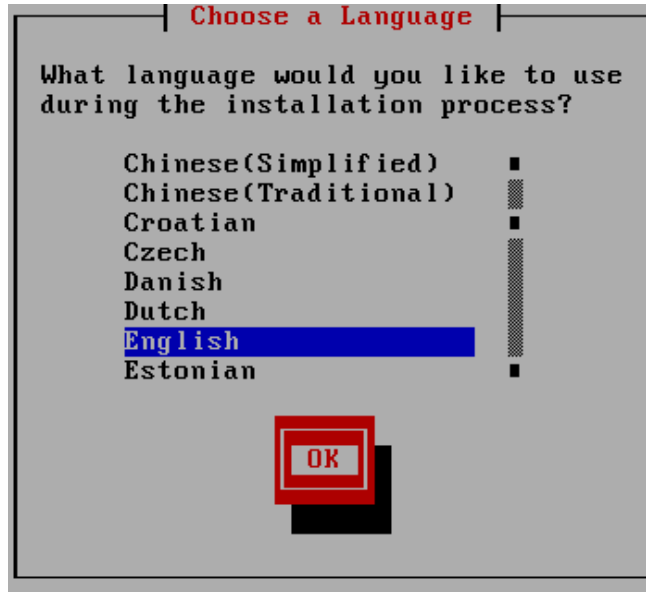 Choose a Language
What language would you like to use
during the installation process?
Chinese(Simplified)
Chinese(Traditional)
Croatian
Czech
Danish
Dutch
English
Estonian
OK